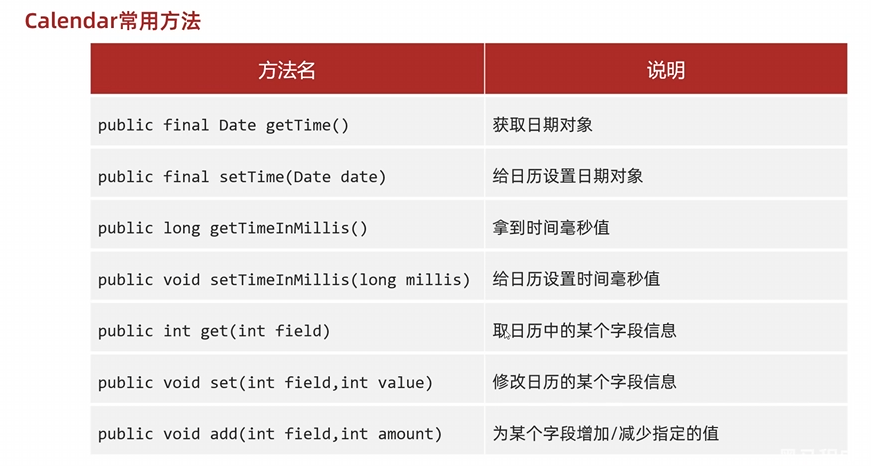 Calendar常用方法
方法名 说明
public final Date getTime() 获取日期对象
public final setTime(Date date) 给日历设置日期对象
public long getTimeInMillis() 拿到时间毫秒值
public void setTimeInMillis(long millis) 给日历设置时间毫秒值
public int get(int field) 取日历中的某个字段信息
public void set(int field,int value) 修改日历的某个字段信息
public void add(int field,int amount) 为某个字段增加/减少指定的值